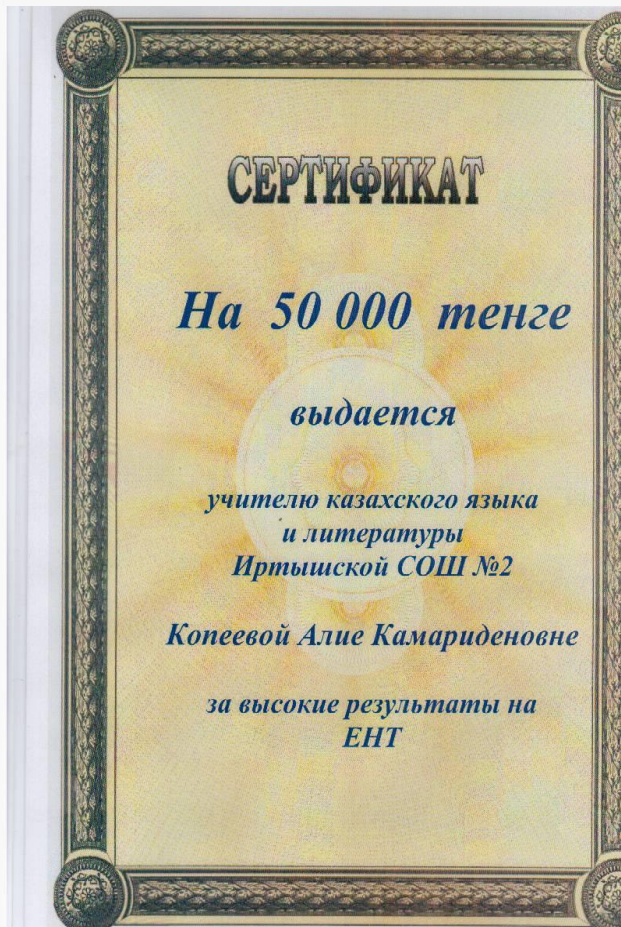 СЕРТИФИКАТ
На 50 000 тенге
выдается
учителю казахского языка
и литературы
Иртышской СОШ №2
Копеевой Алие Камариденовне
за высокие результаты на
ЕНТ